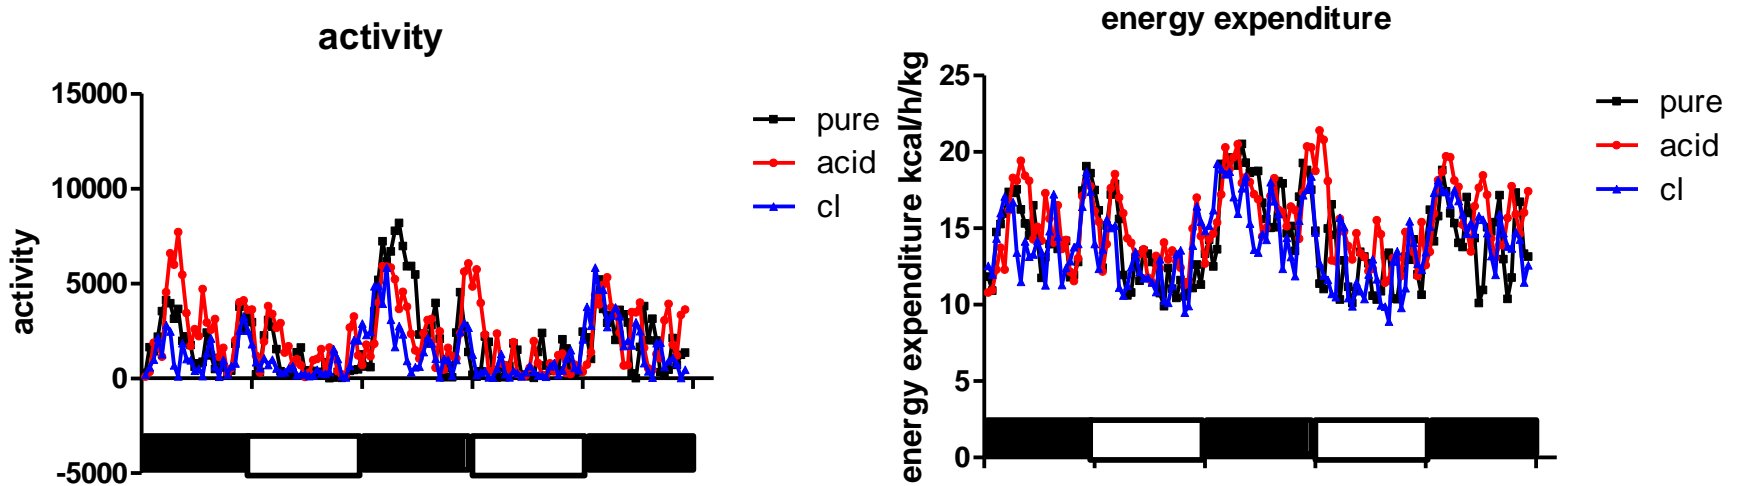 activity
15000
10000
5000
0
-5000
activity
pure
acid
cl
energy expenditure
25
20
15
10
5
0
energy expenditure kcal/h/kg
pure
acid
cl